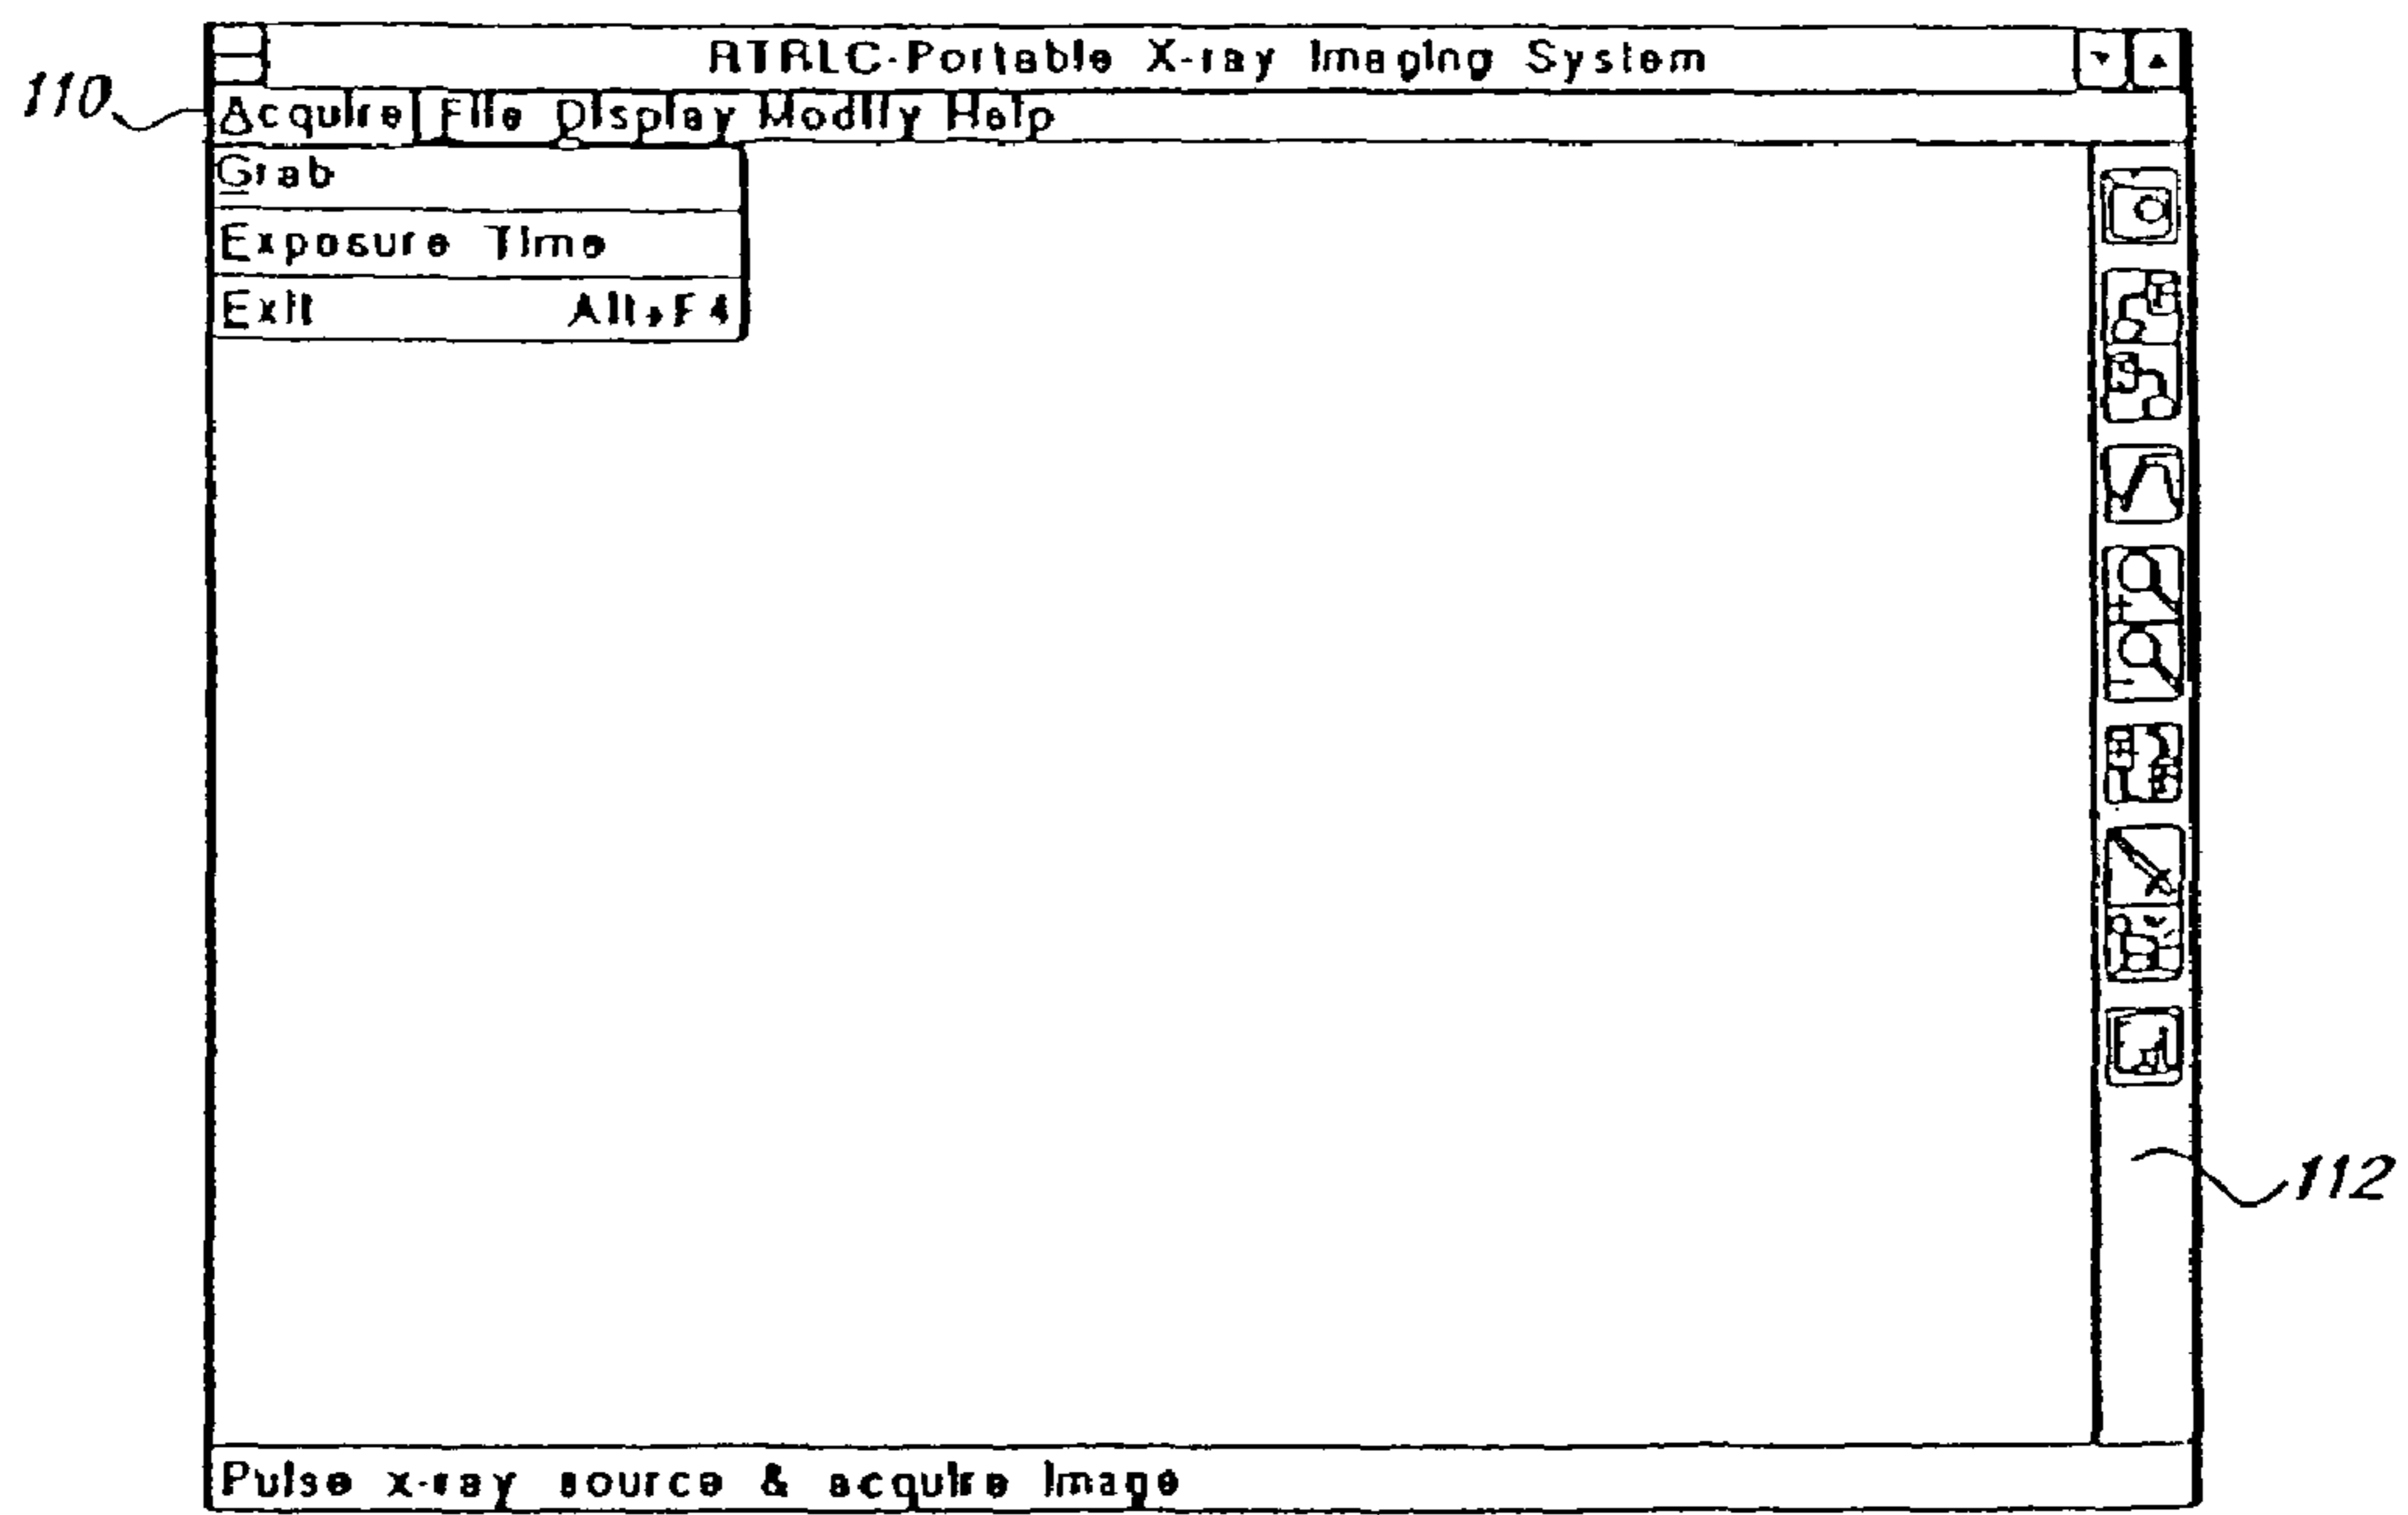 RTRLC-Portable X-ray Imaging System
110
Acquire File Display Modify Help
Grab
Exposure Time
Exit Alt+F4
112
Pulse x-ray source & acquire Image